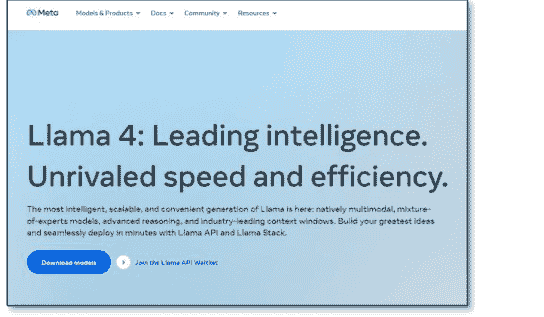 Meta Models & Products Docs Community Resources
Llama 4: Leading intelligence.
Unrivaled speed and efficiency.
The most intelligent, scalable, and convenient generation of Llama is here: natively multimodal, mixture-
of-experts models, advanced reasoning, and industry-leading context windows. Build your greatest ideas
and seamlessly deploy in minutes with Llama API and Llama Stack.
Download models Join the Llama API Waitlist